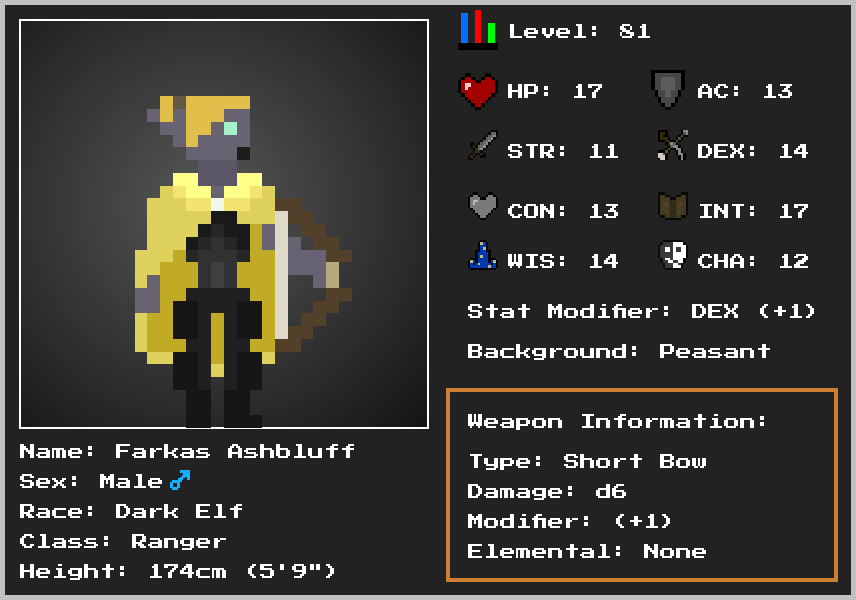 Level: 81
HP: 17 AC: 13
STR: 11 DEX: 14
CON: 13 INT: 17
WIS: 14 CHA: 12
Stat Modifier: DEX (+1)
Background: Peasant
Weapon Information:
Type: Short Bow
Damage: d6
Modifier: (+1)
Elemental: None
Name: Farkas Ashbluff
Sex: Male ♂
Race: Dark Elf
Class: Ranger
Height: 174cm (5'9")